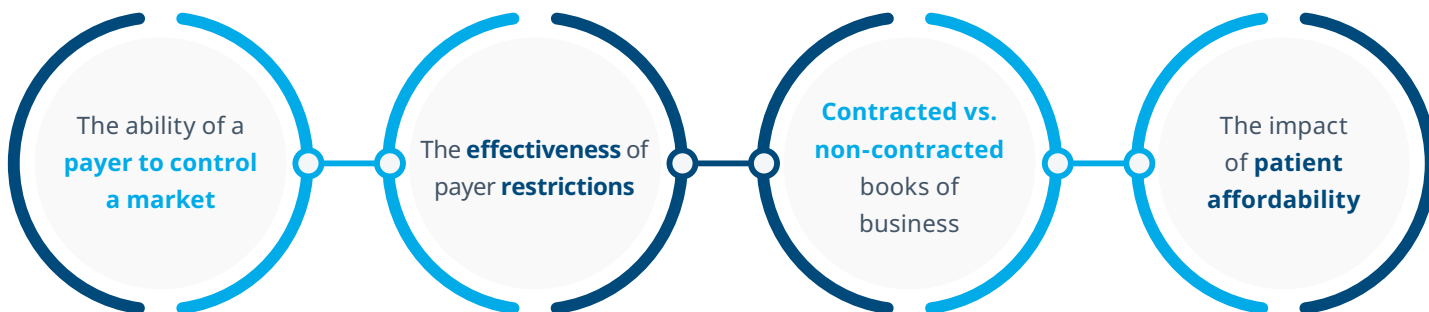 The ability of a
payer to control
a market
The effectiveness of
payer restrictions
Contracted vs.
non-contracted
books of
business
The impact
of patient
affordability